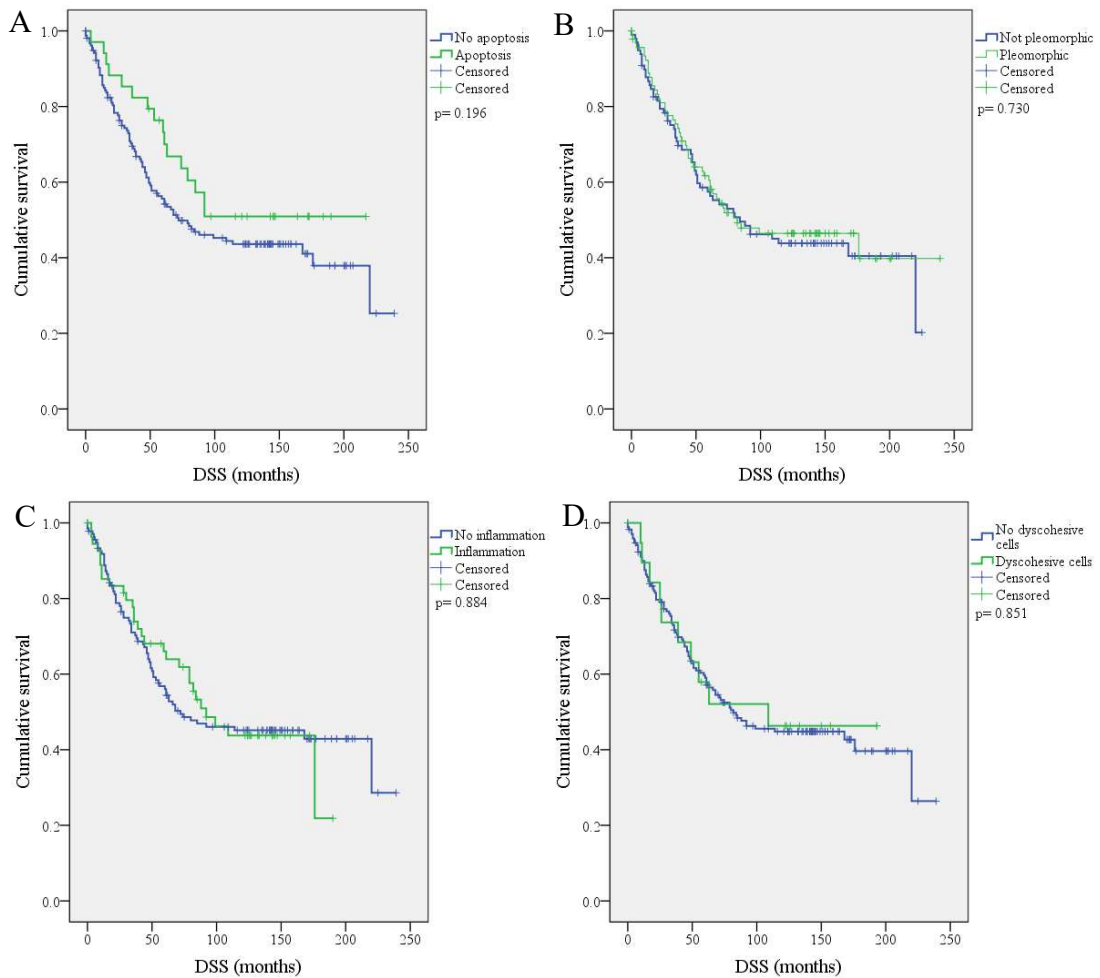 A
No apoptosis
Apoptosis
Censored
Censored
p= 0.196
Cumulative survival
1.0
0.8
0.6
0.4
0.2
0.0
0 50 100 150 200 250
DSS (months)
B
Not pleomorphic
Pleomorphic
Censored
Censored
p= 0.730
Cumulative survival
1.0
0.8
0.6
0.4
0.2
0.0
0 50 100 150 200 250
DSS (months)
C
No inflammation
Inflammation
Censored
Censored
p= 0.884
Cumulative survival
1.0
0.8
0.6
0.4
0.2
0.0
0 50 100 150 200 250
DSS (months)
D
No dyscohesive
cells
Dyscohesive cells
Censored
Censored
p= 0.851
Cumulative survival
1.0
0.8
0.6
0.4
0.2
0.0
0 50 100 150 200 250
DSS (months)